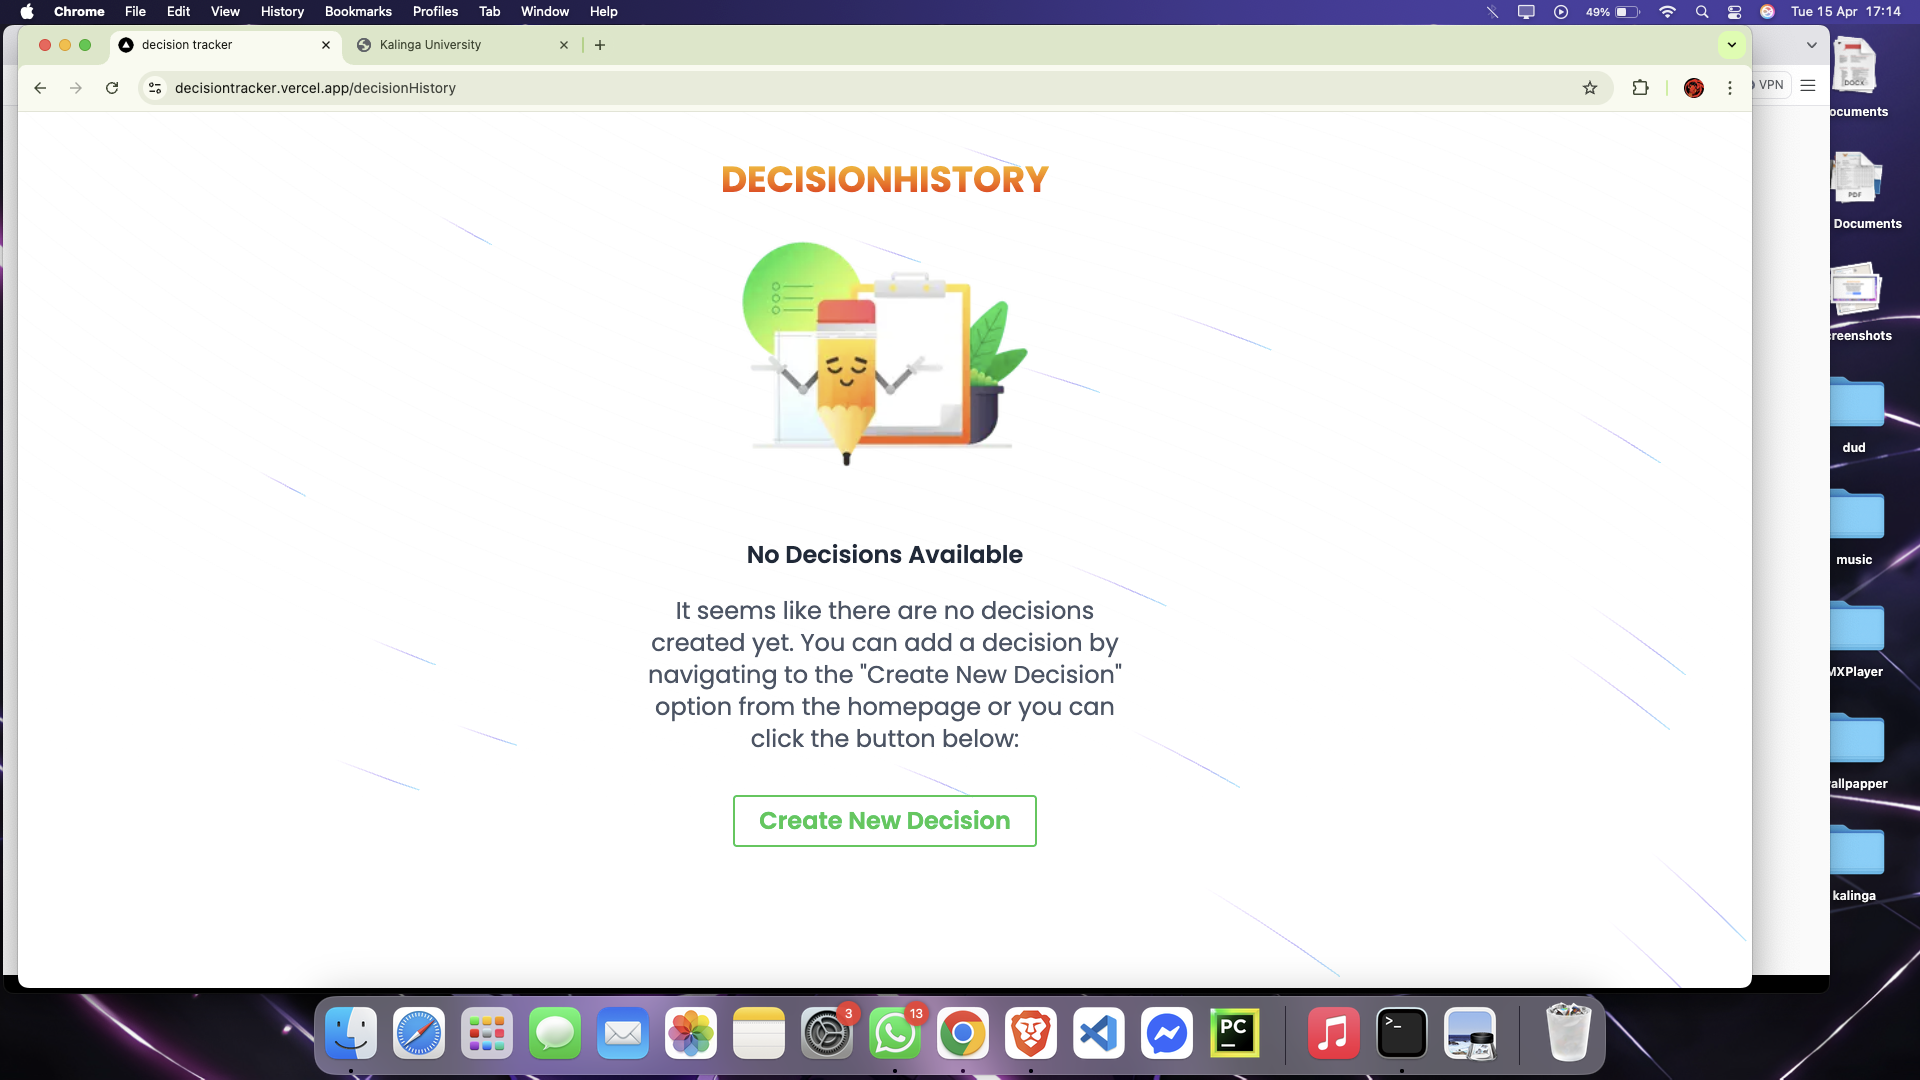 Chrome File Edit View History Bookmarks Profiles Tab Window Help 49% Tue 15 Apr 17:14
decision tracker Kalinga University
decisiontracker.vercel.app/decisionHistory VPN
DOCX
ocuments
PDF
Documents
reenshots
dud
music
MXPlayer
allpapper
kalinga
DECISIONHISTORY
No Decisions Available
It seems like there are no decisions
created yet. You can add a decision by
navigating to the "Create New Decision"
option from the homepage or you can
click the button below:
Create New Decision
3 13 PC